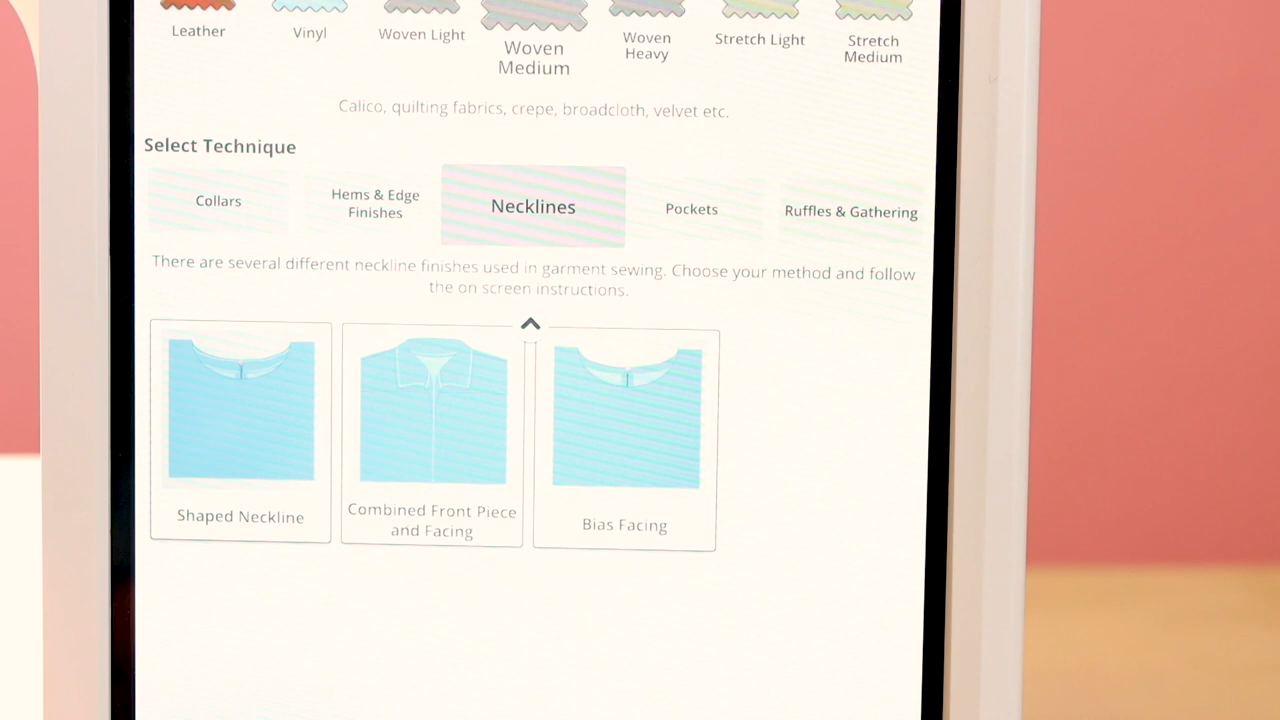 Leather
Vinyl
Woven Light
Woven
Medium
Woven
Heavy
Stretch Light
Stretch
Medium
Calico, quilting fabrics, crepe, broadcloth, velvet etc.
Select Technique
Collars
Hems & Edge
Finishes
Necklines
Pockets
Ruffles & Gathering
There are several different neckline finishes used in garment sewing. Choose your method and follow
the on screen instructions.
Shaped Neckline
Combined Front Piece
and Facing
Bias Facing